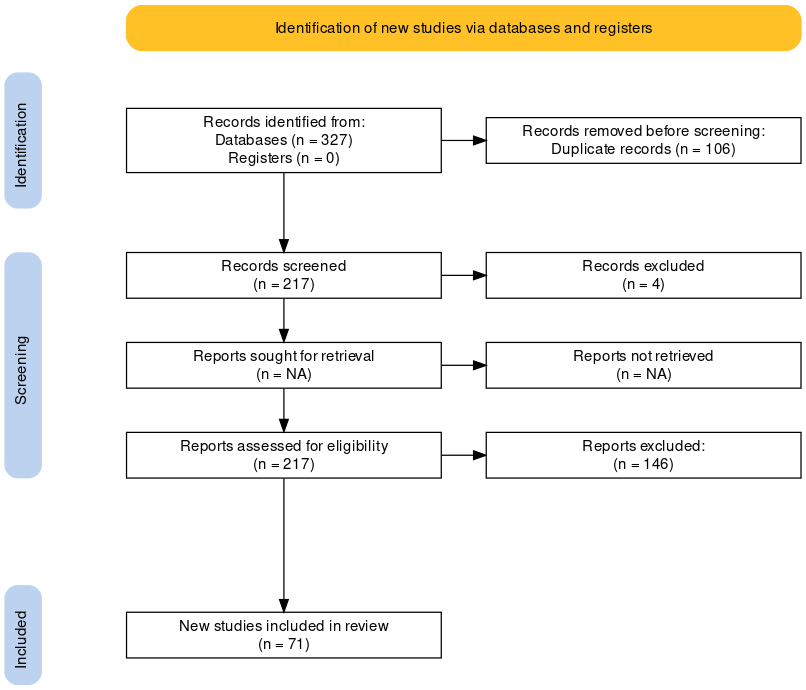 Identification of new studies via databases and registers
Identification
Records identified from:
Databases (n = 327)
Registers (n = 0)
Records removed before screening:
Duplicate records (n = 106)
Screening
Records screened
(n = 217)
Records excluded
(n = 4)
Reports sought for retrieval
(n = NA)
Reports not retrieved
(n = NA)
Reports assessed for eligibility
(n = 217)
Reports excluded:
(n = 146)
Included
New studies included in review
(n = 71)